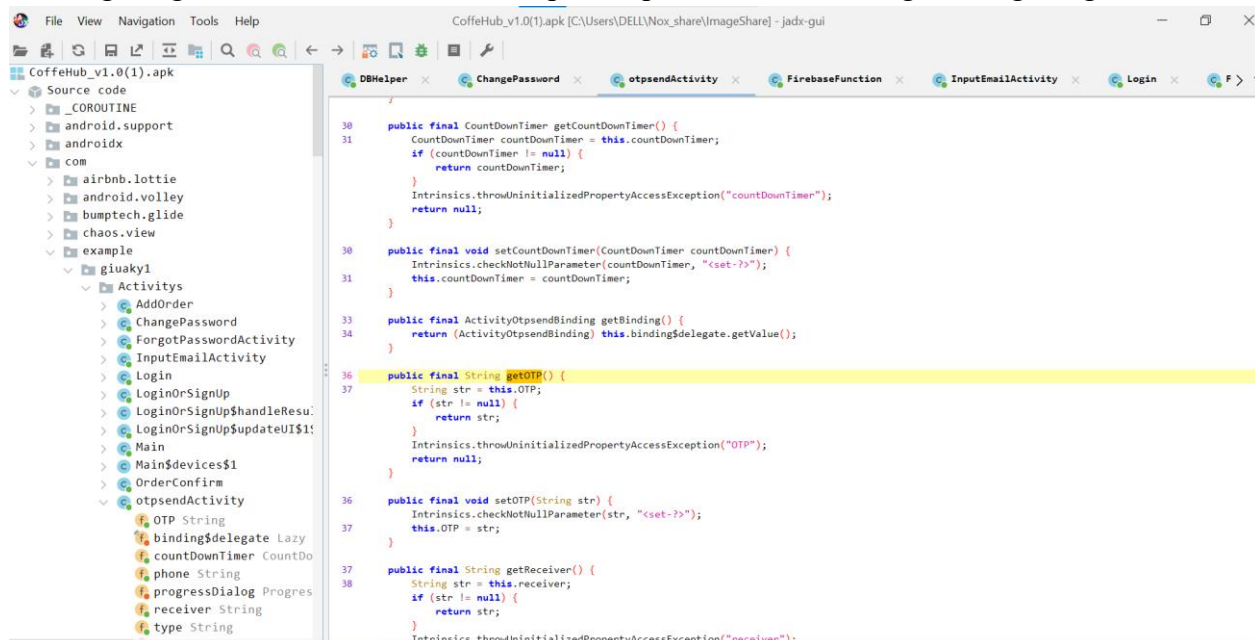 File View Navigation Tools Help CoffeHub_v1.0(1).apk [C:\Users\DELL\Nox_share\ImageShare] - jadx-gui
CoffeHub_v1.0(1).apk
Source code
_COROUTINE
android.support
androidx
com
airbnb.lottie
android.volley
bumptech.glide
chaos.view
example
giuaky1
Activitys
AddOrder
ChangePassword
ForgotPasswordActivity
InputEmailActivity
Login
LoginOrSignUp
LoginOrSignUp$handleResu
LoginOrSignUp$updateUI$1
Main
Main$devices$1
OrderConfirm
otpsendActivity
OTP String
binding$delegate Lazy
countDownTimer CountDo
phone String
progressDialog Progres
receiver String
type String
DBHelper ChangePassword otpsendActivity FirebaseFunction InputEmailActivity Login F
}
30 public final CountDownTimer getCountDownTimer() {
31 CountDownTimer countDownTimer = this.countDownTimer;
if (countDownTimer != null) {
return countDownTimer;
}
Intrinsics.throwUninitializedPropertyAccessException("countDownTimer");
return null;
}
30 public final void setCountDownTimer(CountDownTimer countDownTimer) {
Intrinsics.checkNotNullParameter(countDownTimer, "<set-?>");
31 this.countDownTimer = countDownTimer;
}
33 public final ActivityOtpsendBinding getBinding() {
34 return (ActivityOtpsendBinding) this.binding$delegate.getValue();
}
36 public final String getOTP() {
37 String str = this.OTP;
if (str != null) {
return str;
}
Intrinsics.throwUninitializedPropertyAccessException("OTP");
return null;
}
36 public final void setOTP(String str) {
Intrinsics.checkNotNullParameter(str, "<set-?>");
37 this.OTP = str;
}
37 public final String getReceiver() {
38 String str = this.receiver;
if (str != null) {
return str;
}
Intrinsics.throwUninitializedPropertyAccessException("receiver");